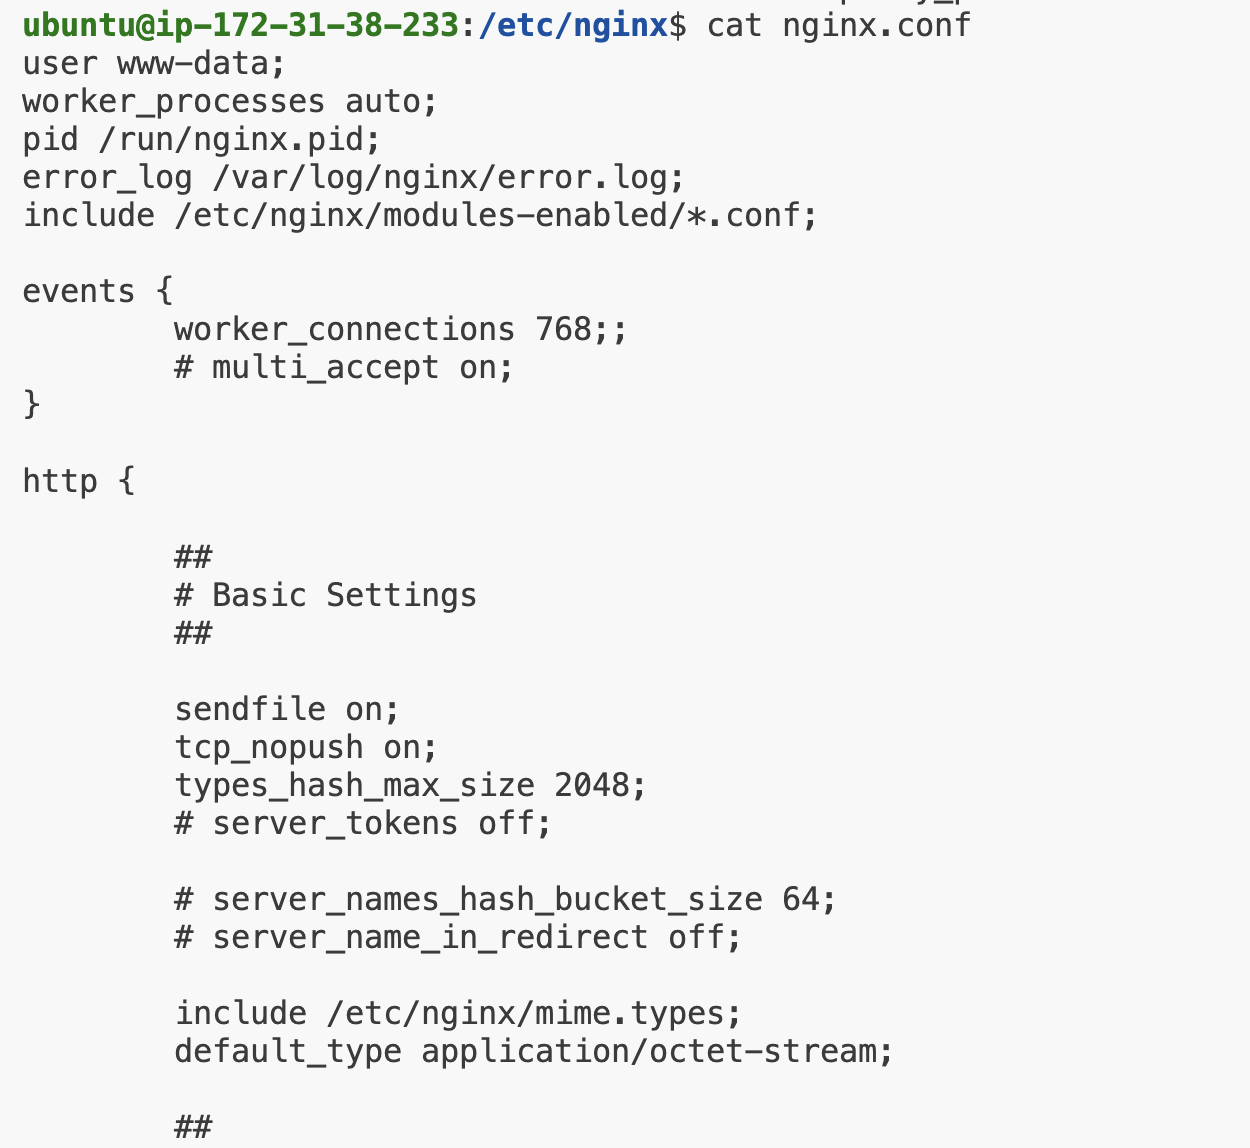 ubuntu@ip-172-31-38-233:/etc/nginx$ cat nginx.conf
user www-data;
worker_processes auto;
pid /run/nginx.pid;
error_log /var/log/nginx/error.log;
include /etc/nginx/modules-enabled/*.conf;

events {
        worker_connections 768;;
        # multi_accept on;
}

http {

        ##
        # Basic Settings
        ##

        sendfile on;
        tcp_nopush on;
        types_hash_max_size 2048;
        # server_tokens off;

        # server_names_hash_bucket_size 64;
        # server_name_in_redirect off;

        include /etc/nginx/mime.types;
        default_type application/octet-stream;

        ##